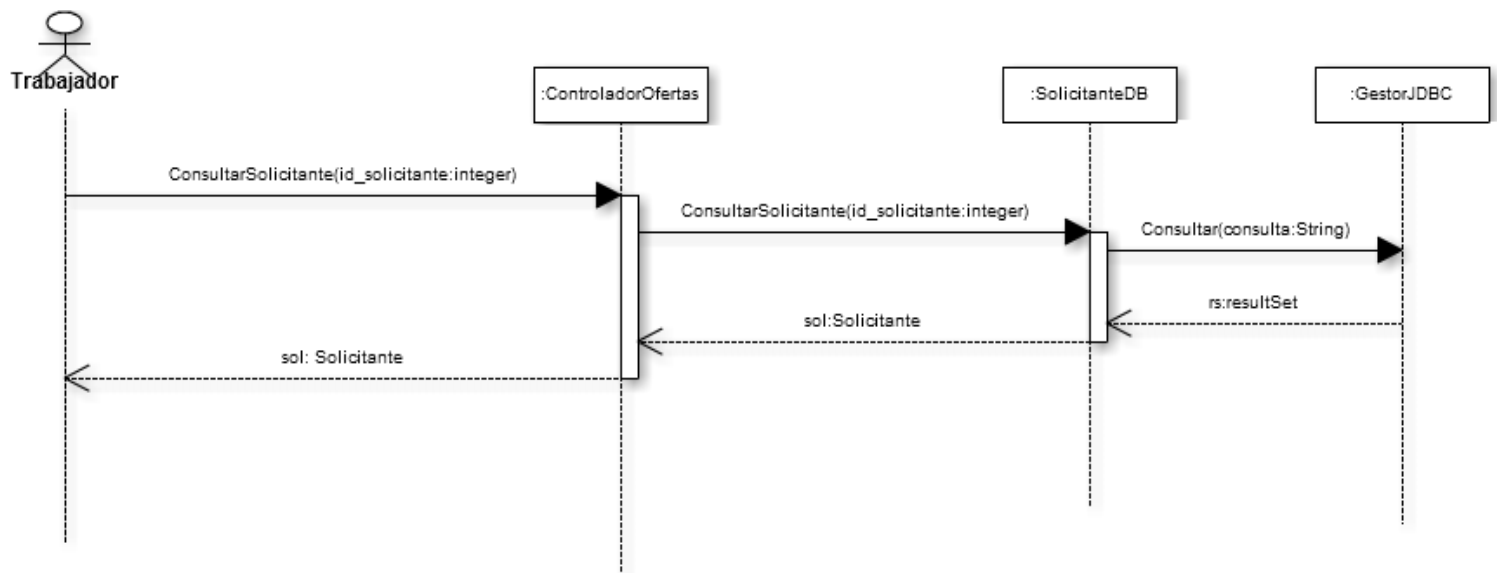 Trabajador
:ControladorOfertas
:SolicitanteDB
:GestorJDBC
ConsultarSolicitante(id_solicitante:integer)
ConsultarSolicitante(id_solicitante:integer)
Consultar(consulta:String)
rs:resultSet
sol:Solicitante
sol: Solicitante